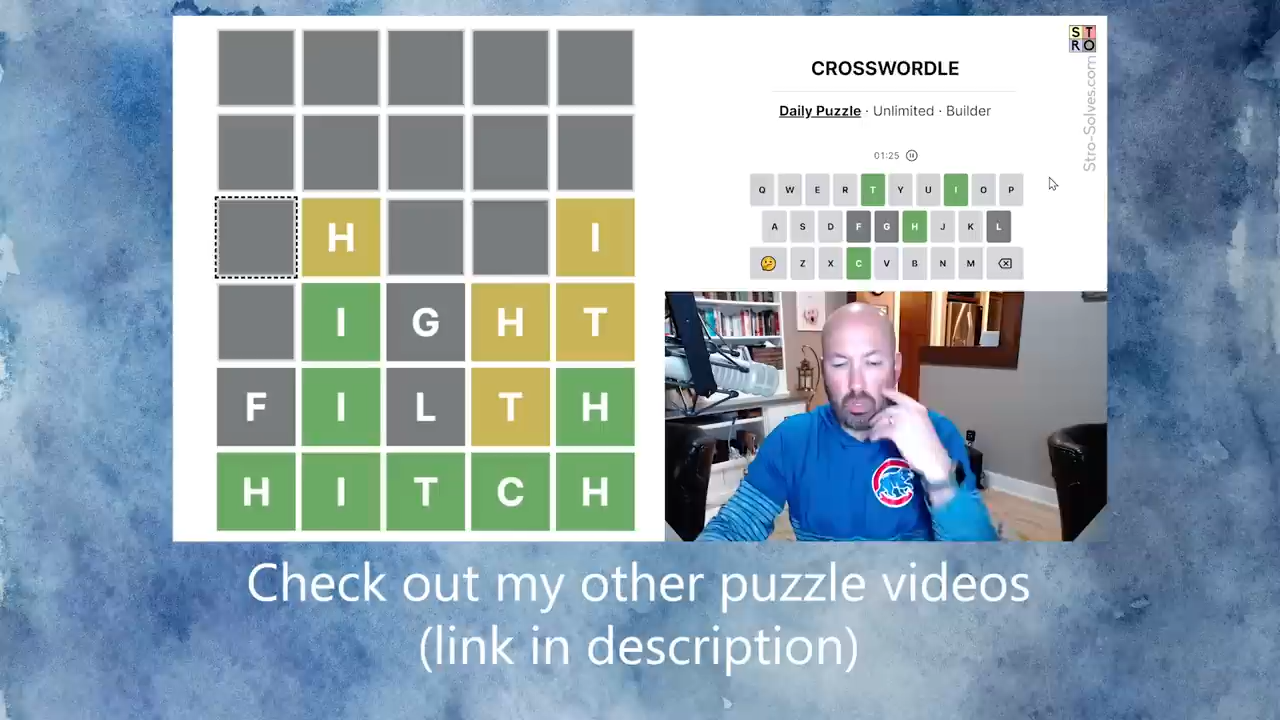 S T
R O
Stro-Solves.com
CROSSWORDLE
Daily Puzzle · Unlimited · Builder
01:25
Q W E R T Y U I O P
A S D F G H J K L
Z X C V B N M
H I
I G H T
F I L T H
H I T C H
Check out my other puzzle videos
(link in description)